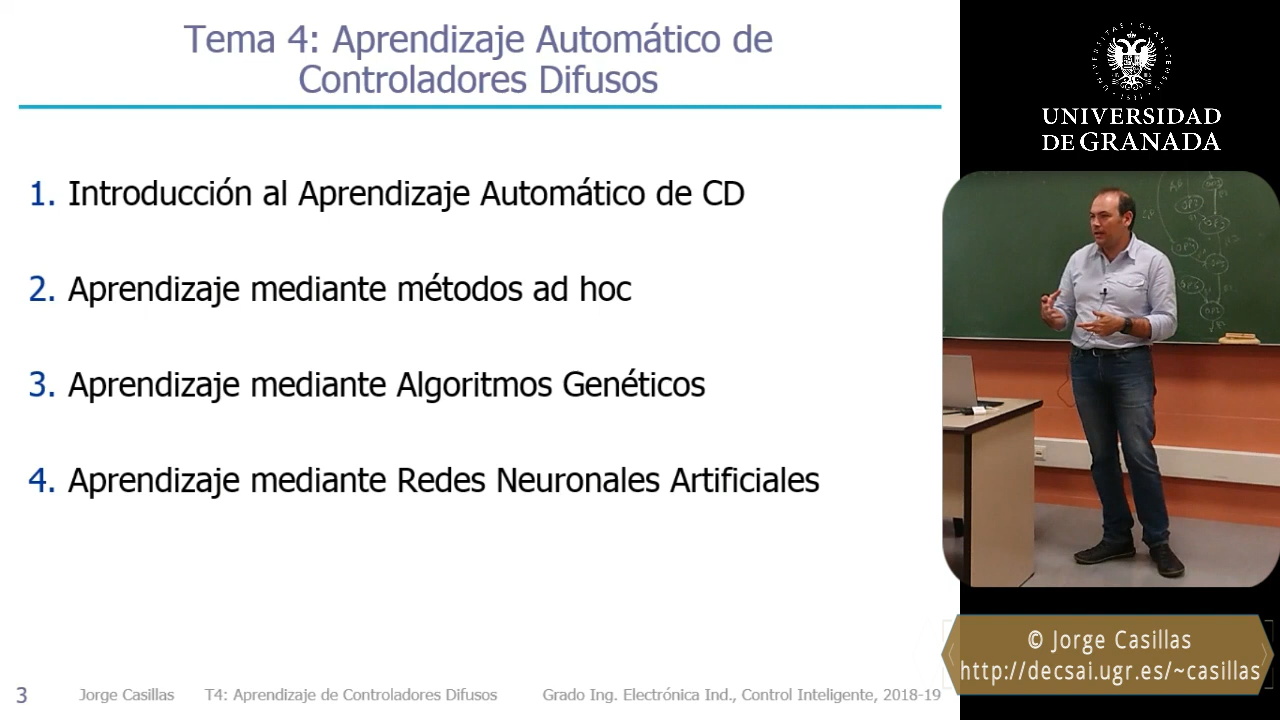 Tema 4: Aprendizaje Automático de
Controladores Difusos
1. Introducción al Aprendizaje Automático de CD
2. Aprendizaje mediante métodos ad hoc
3. Aprendizaje mediante Algoritmos Genéticos
4. Aprendizaje mediante Redes Neuronales Artificiales
3 Jorge Casillas T4: Aprendizaje de Controladores Difusos Grado Ing. Electrónica Ind., Control Inteligente, 2018-19
UNIVERSIDAD
DE GRANADA
© Jorge Casillas
http://decsai.ugr.es/~casillas